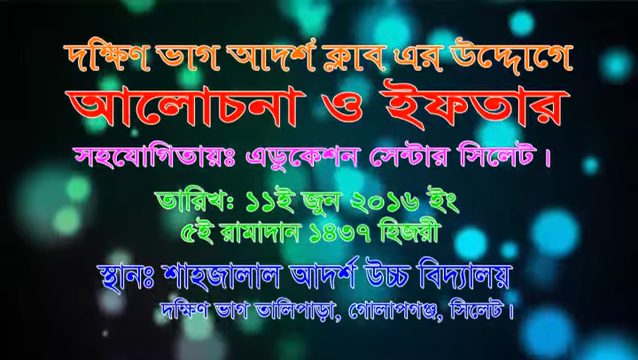 দক্ষিণ ভাগ আদর্শ ক্লাব এর উদ্দোগে
আলোচনা ও ইফতার
সহযোগিতায়ঃ এডুকেশন সেন্টার সিলেট।
তারিখ: ১১ই জুন ২০১৬ ইং
৫ই রামাদান ১৪৩৭ হিজরী
স্থানঃ শাহজালাল আদর্শ উচ্চ বিদ্যালয়
দক্ষিণ ভাগ তালিপাড়া, গোলাপগঞ্জ, সিলেট।